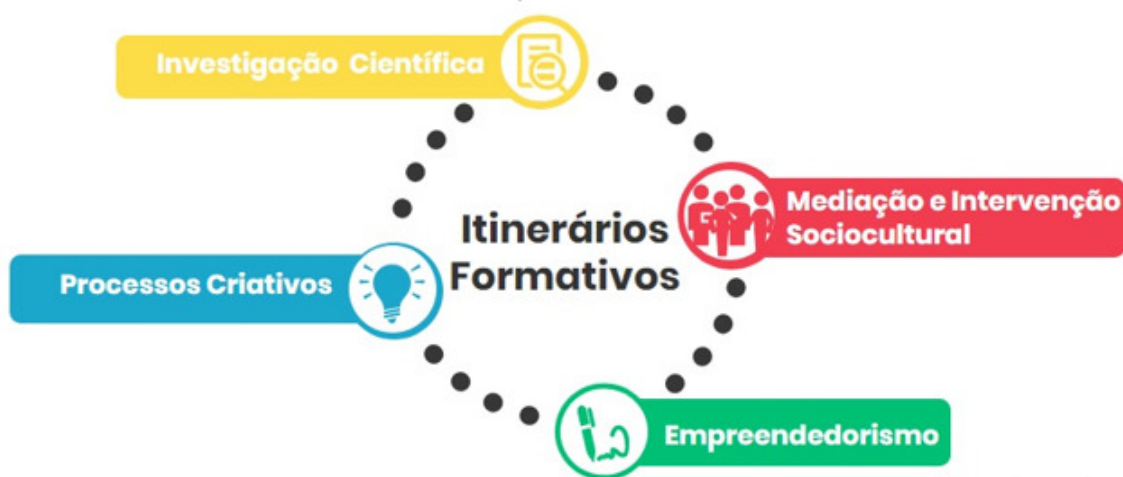 Investigação Científica
Mediação e Intervenção
Sociocultural
Itinerários
Formativos
Processos Criativos
Empreendedorismo